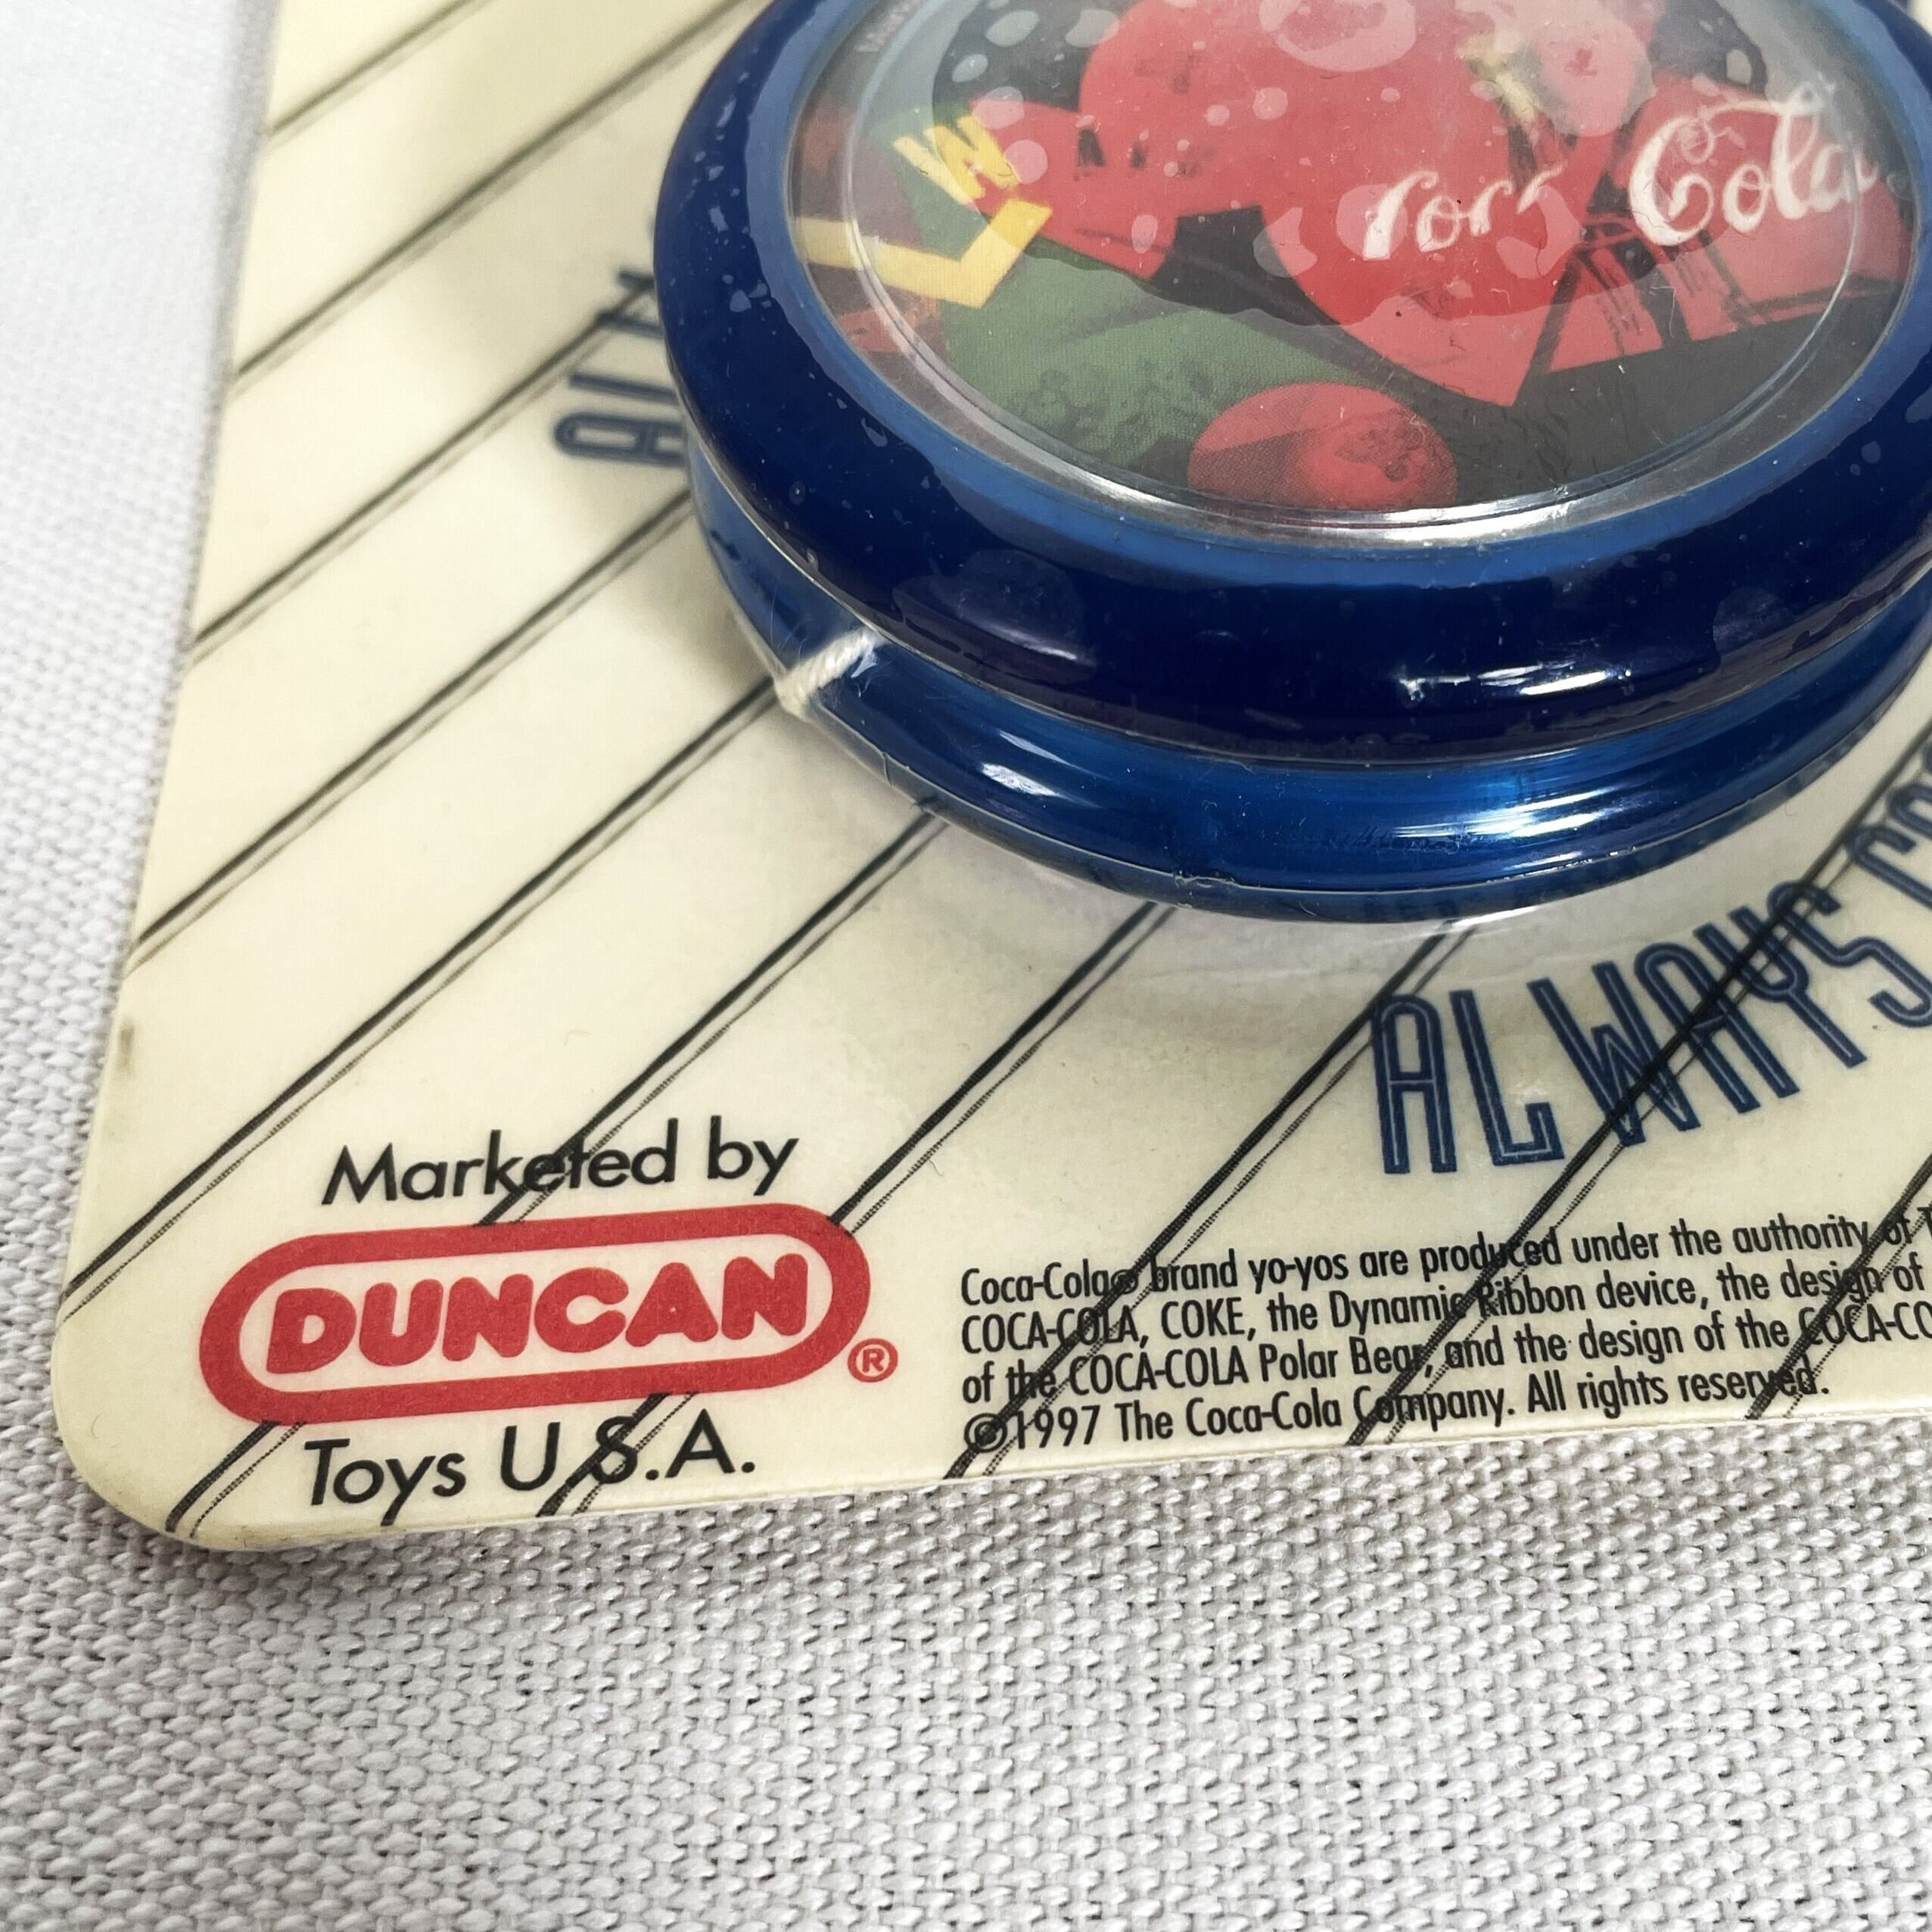 Cola
ALWAYS
Marketed by
DUNCAN®
Toys U.S.A.
Coca-Cola® brand yo-yos are produced under the authority of
COCA-COLA, COKE, the Dynamic Ribbon device, the design of
of the COCA-COLA Polar Bear, and the design of the
©1997 The Coca-Cola Company. All rights reserved.